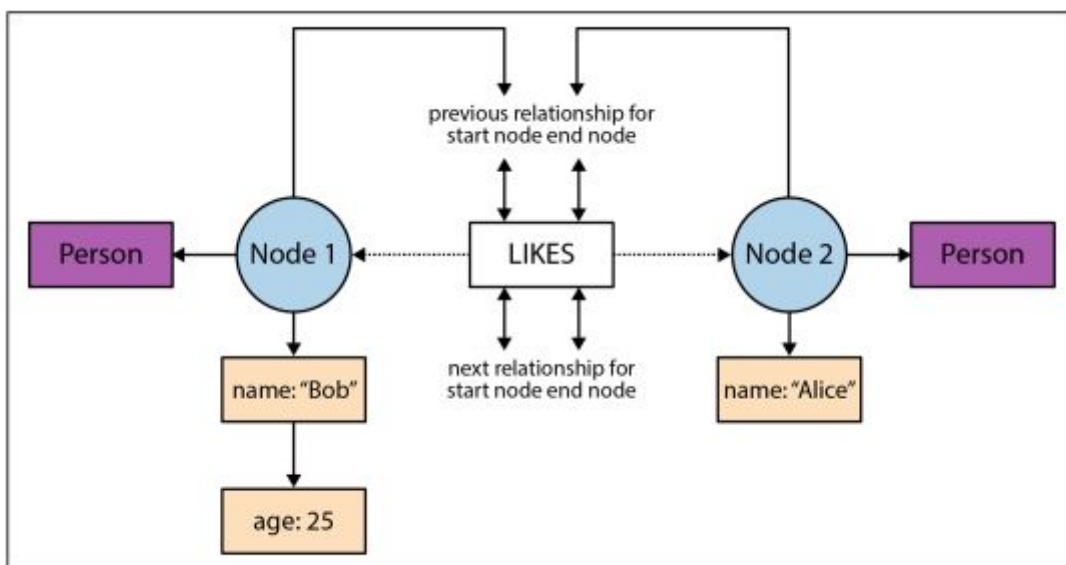 previous relationship for
start node end node
Person
Node 1
LIKES
Node 2
Person
name: “Bob”
next relationship for
start node end node
name: “Alice”
age: 25